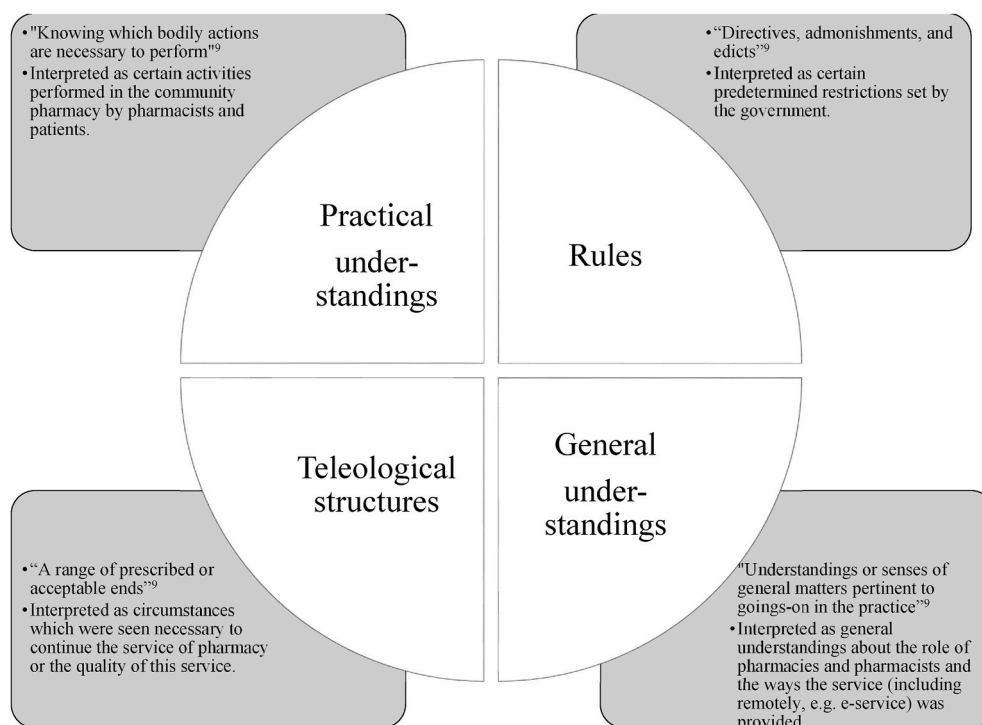 •"Knowing which bodily actions
are necessary to perform"⁹
•Interpreted as certain activities
performed in the community
pharmacy by pharmacists and
patients.
•“Directives, admonishments, and
edicts”⁹
•Interpreted as certain
predetermined restrictions set by
the government.
Practical
under-
standings
Rules
Teleological
structures
General
under-
standings
•“A range of prescribed or
acceptable ends”⁹
•Interpreted as circumstances
which were seen necessary to
continue the service of pharmacy
or the quality of this service.
"Understandings or senses of
general matters pertinent to
goings-on in the practice”⁹
•Interpreted as general
understandings about the role of
pharmacies and pharmacists and
the ways the service (including
remotely, e.g. e-service) was
provided